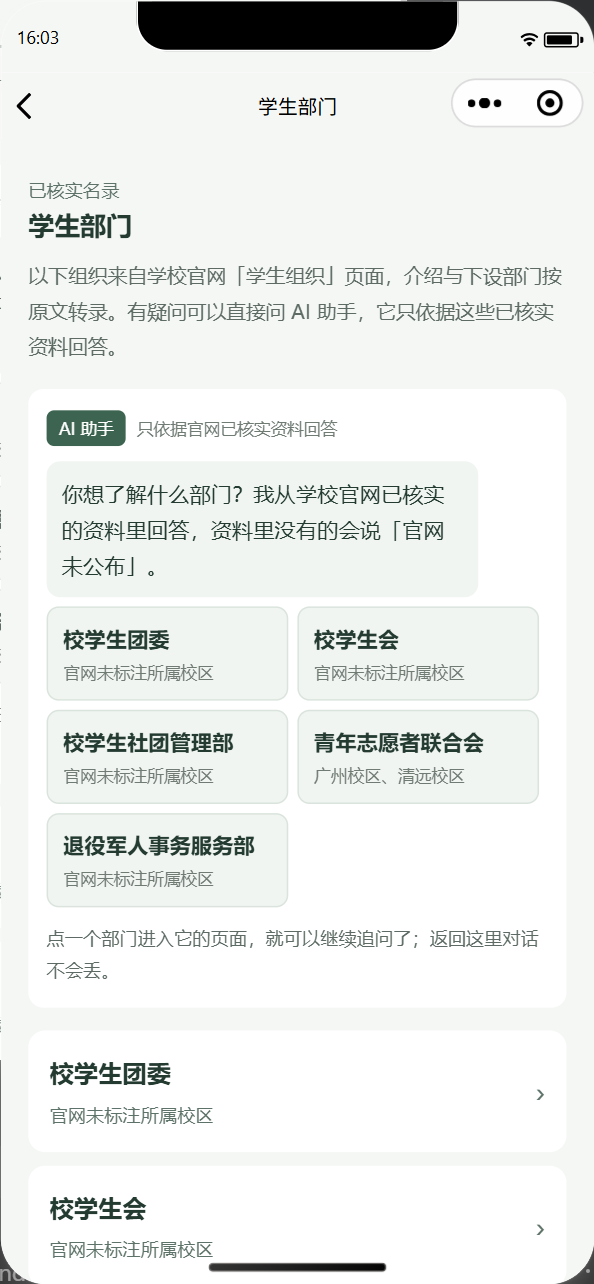 16:03
学生部门
已核实名录
学生部门
以下组织来自学校官网「学生组织」页面，介绍与下设部门按
原文转录。有疑问可以直接问 AI 助手，它只依据这些已核实
资料回答。
AI 助手 只依据官网已核实资料回答
你想了解什么部门？我从学校官网已核实
的资料里回答，资料里没有的会说「官网
未公布」。
校学生团委
官网未标注所属校区
校学生会
官网未标注所属校区
校学生社团管理部
官网未标注所属校区
青年志愿者联合会
广州校区、清远校区
退役军人事务服务部
官网未标注所属校区
点一个部门进入它的页面，就可以继续追问了；返回这里对话
不会丢。
校学生团委
官网未标注所属校区
校学生会
官网未标注所属校区